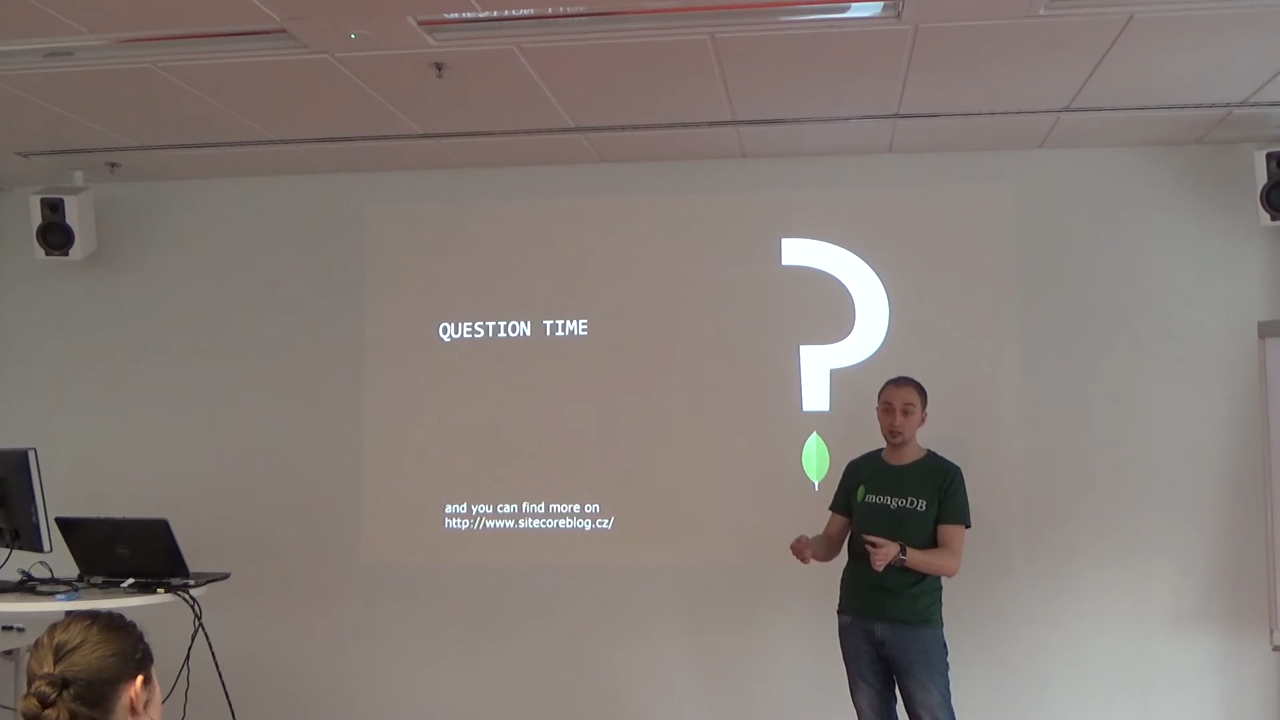 QUESTION TIME
?
and you can find more on
http://www.sitecoreblog.cz/
mongoDB